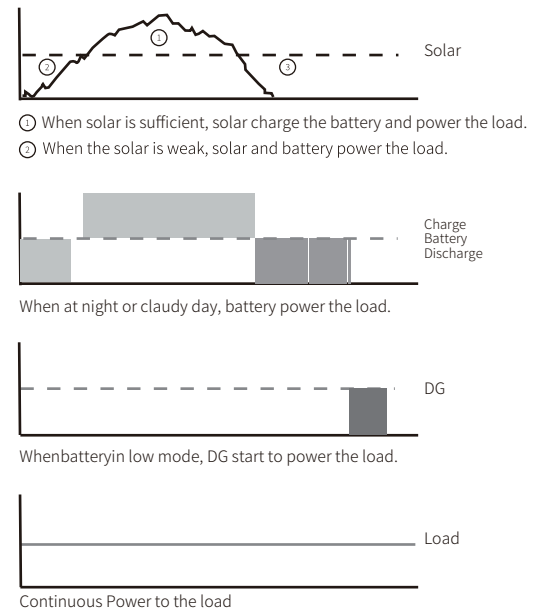 ①
②
③
Solar
① When solar is sufficient, solar charge the battery and power the load.
② When the solar is weak, solar and battery power the load.
Charge
Battery
Discharge
When at night or claudy day, battery power the load.
DG
Whenbatteryin low mode, DG start to power the load.
Load
Continuous Power to the load